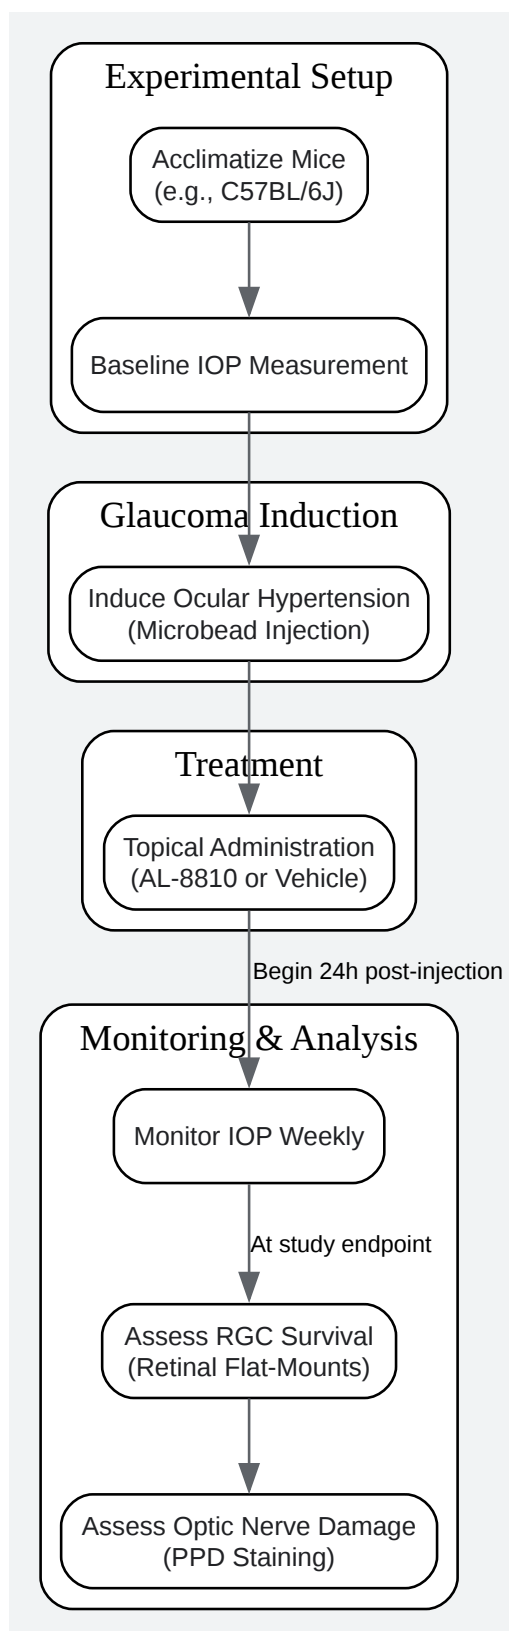 Experimental Setup
Acclimatize Mice
(e.g., C57BL/6J)
Baseline IOP Measurement
Glaucoma Induction
Induce Ocular Hypertension
(Microbead Injection)
Treatment
Topical Administration
(AL-8810 or Vehicle)
Begin 24h post-injection
Monitoring & Analysis
Monitor IOP Weekly
At study endpoint
Assess RGC Survival
(Retinal Flat-Mounts)
Assess Optic Nerve Damage
(PPD Staining)